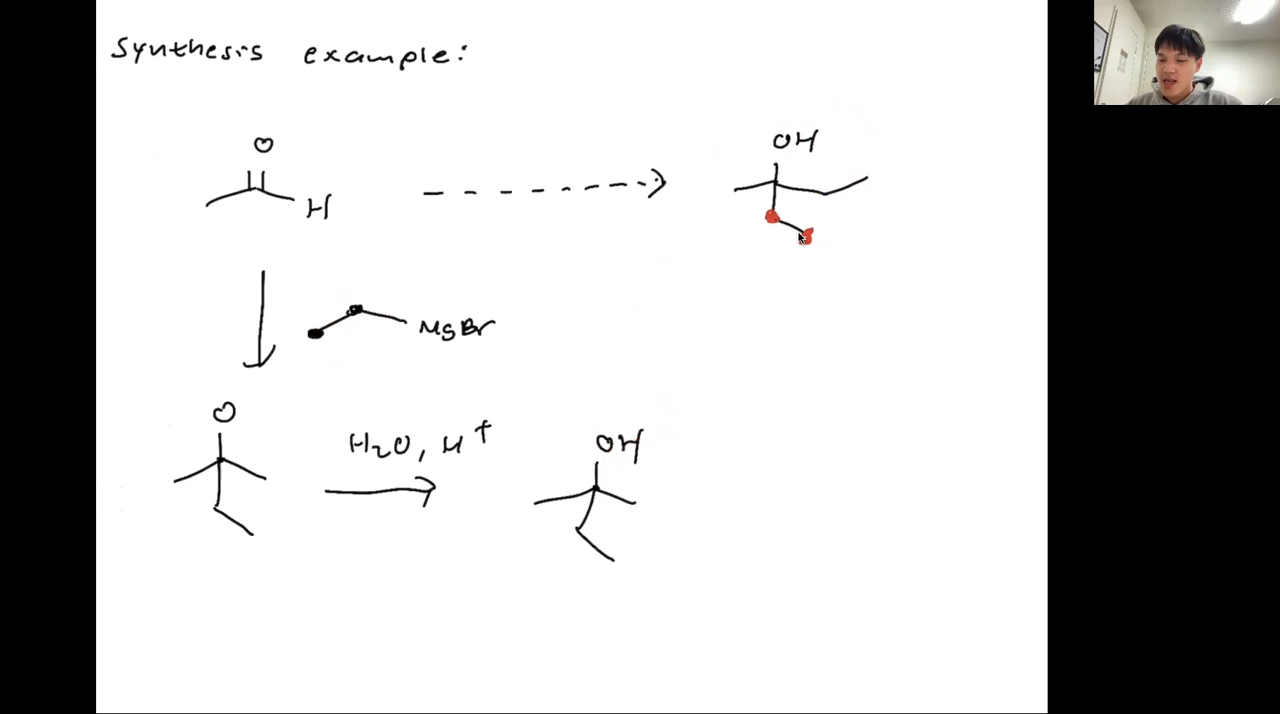 Synthesis example:
O
H
OH
MgBr
O
H2O, H+
OH